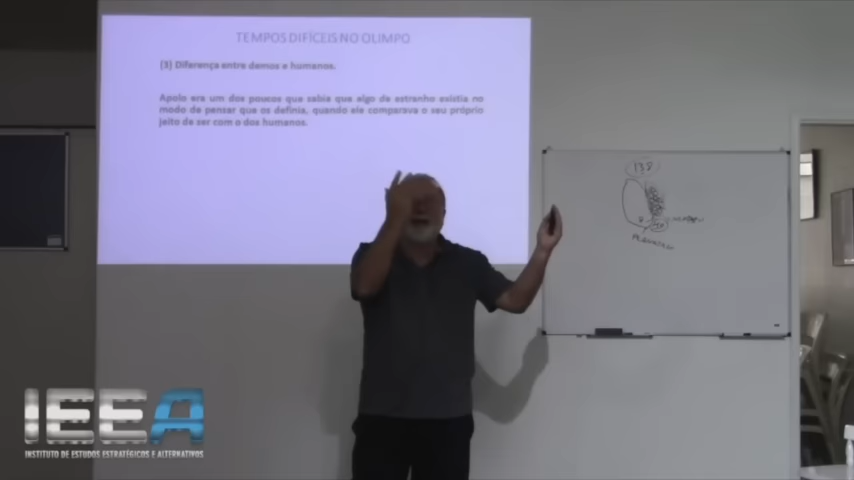 TEMPOS DIFÍCEIS NO OLIMPO
(3) Diferença entre demos e humanos.
Apolo era um dos poucos que sabia que algo de estranho existia no
modo de pensar que os definia, quando ele comparava o seu próprio
jeito de ser com o dos humanos.
138
IEEA
INSTITUTO DE ESTUDOS ESTRATÉGICOS E ALTERNATIVOS